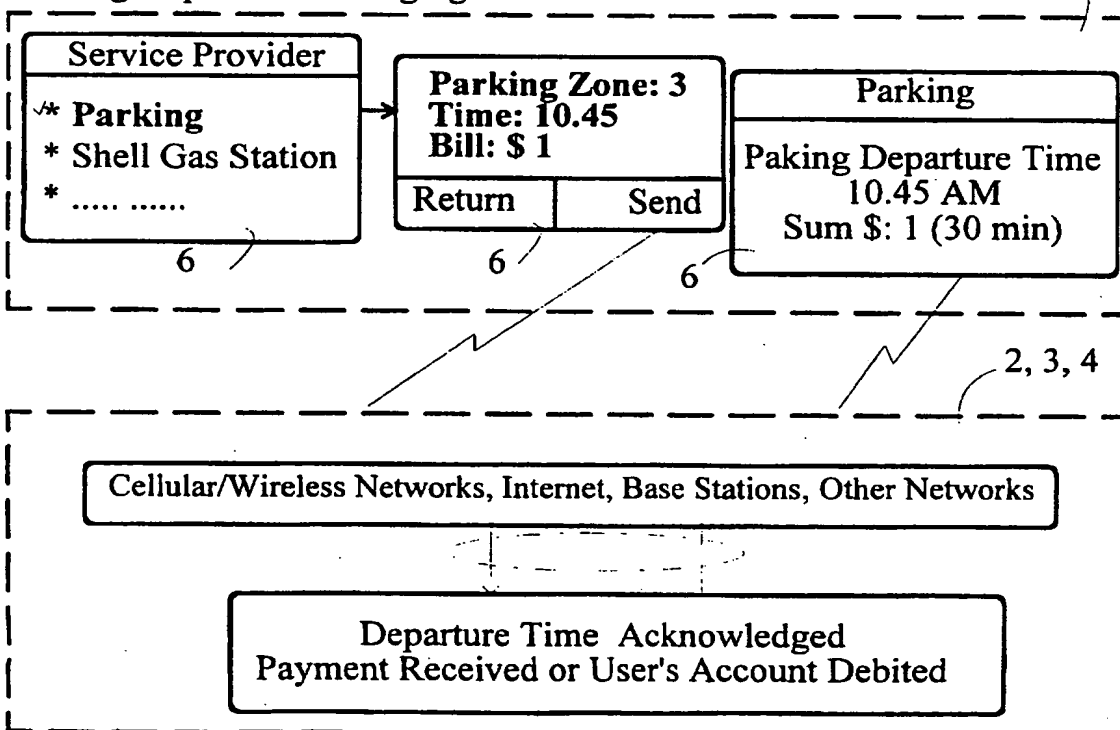 Service Provider
* Parking
* Shell Gas Station
* ..... ......
6
Parking Zone: 3
Time: 10.45
Bill: $ 1
Return Send
6
Parking
Paking Departure Time
10.45 AM
Sum $: 1 (30 min)
6
2, 3, 4
Cellular/Wireless Networks, Internet, Base Stations, Other Networks
Departure Time Acknowledged
Payment Received or User's Account Debited